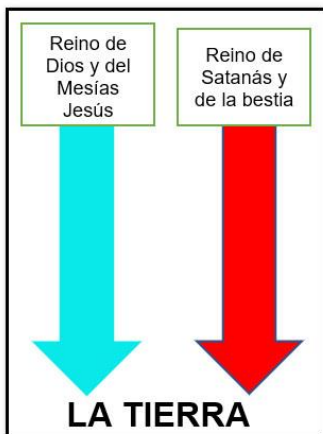 Reino de
Dios y del
Mesías
Jesús
Reino de
Satanás y
de la bestia
LA TIERRA